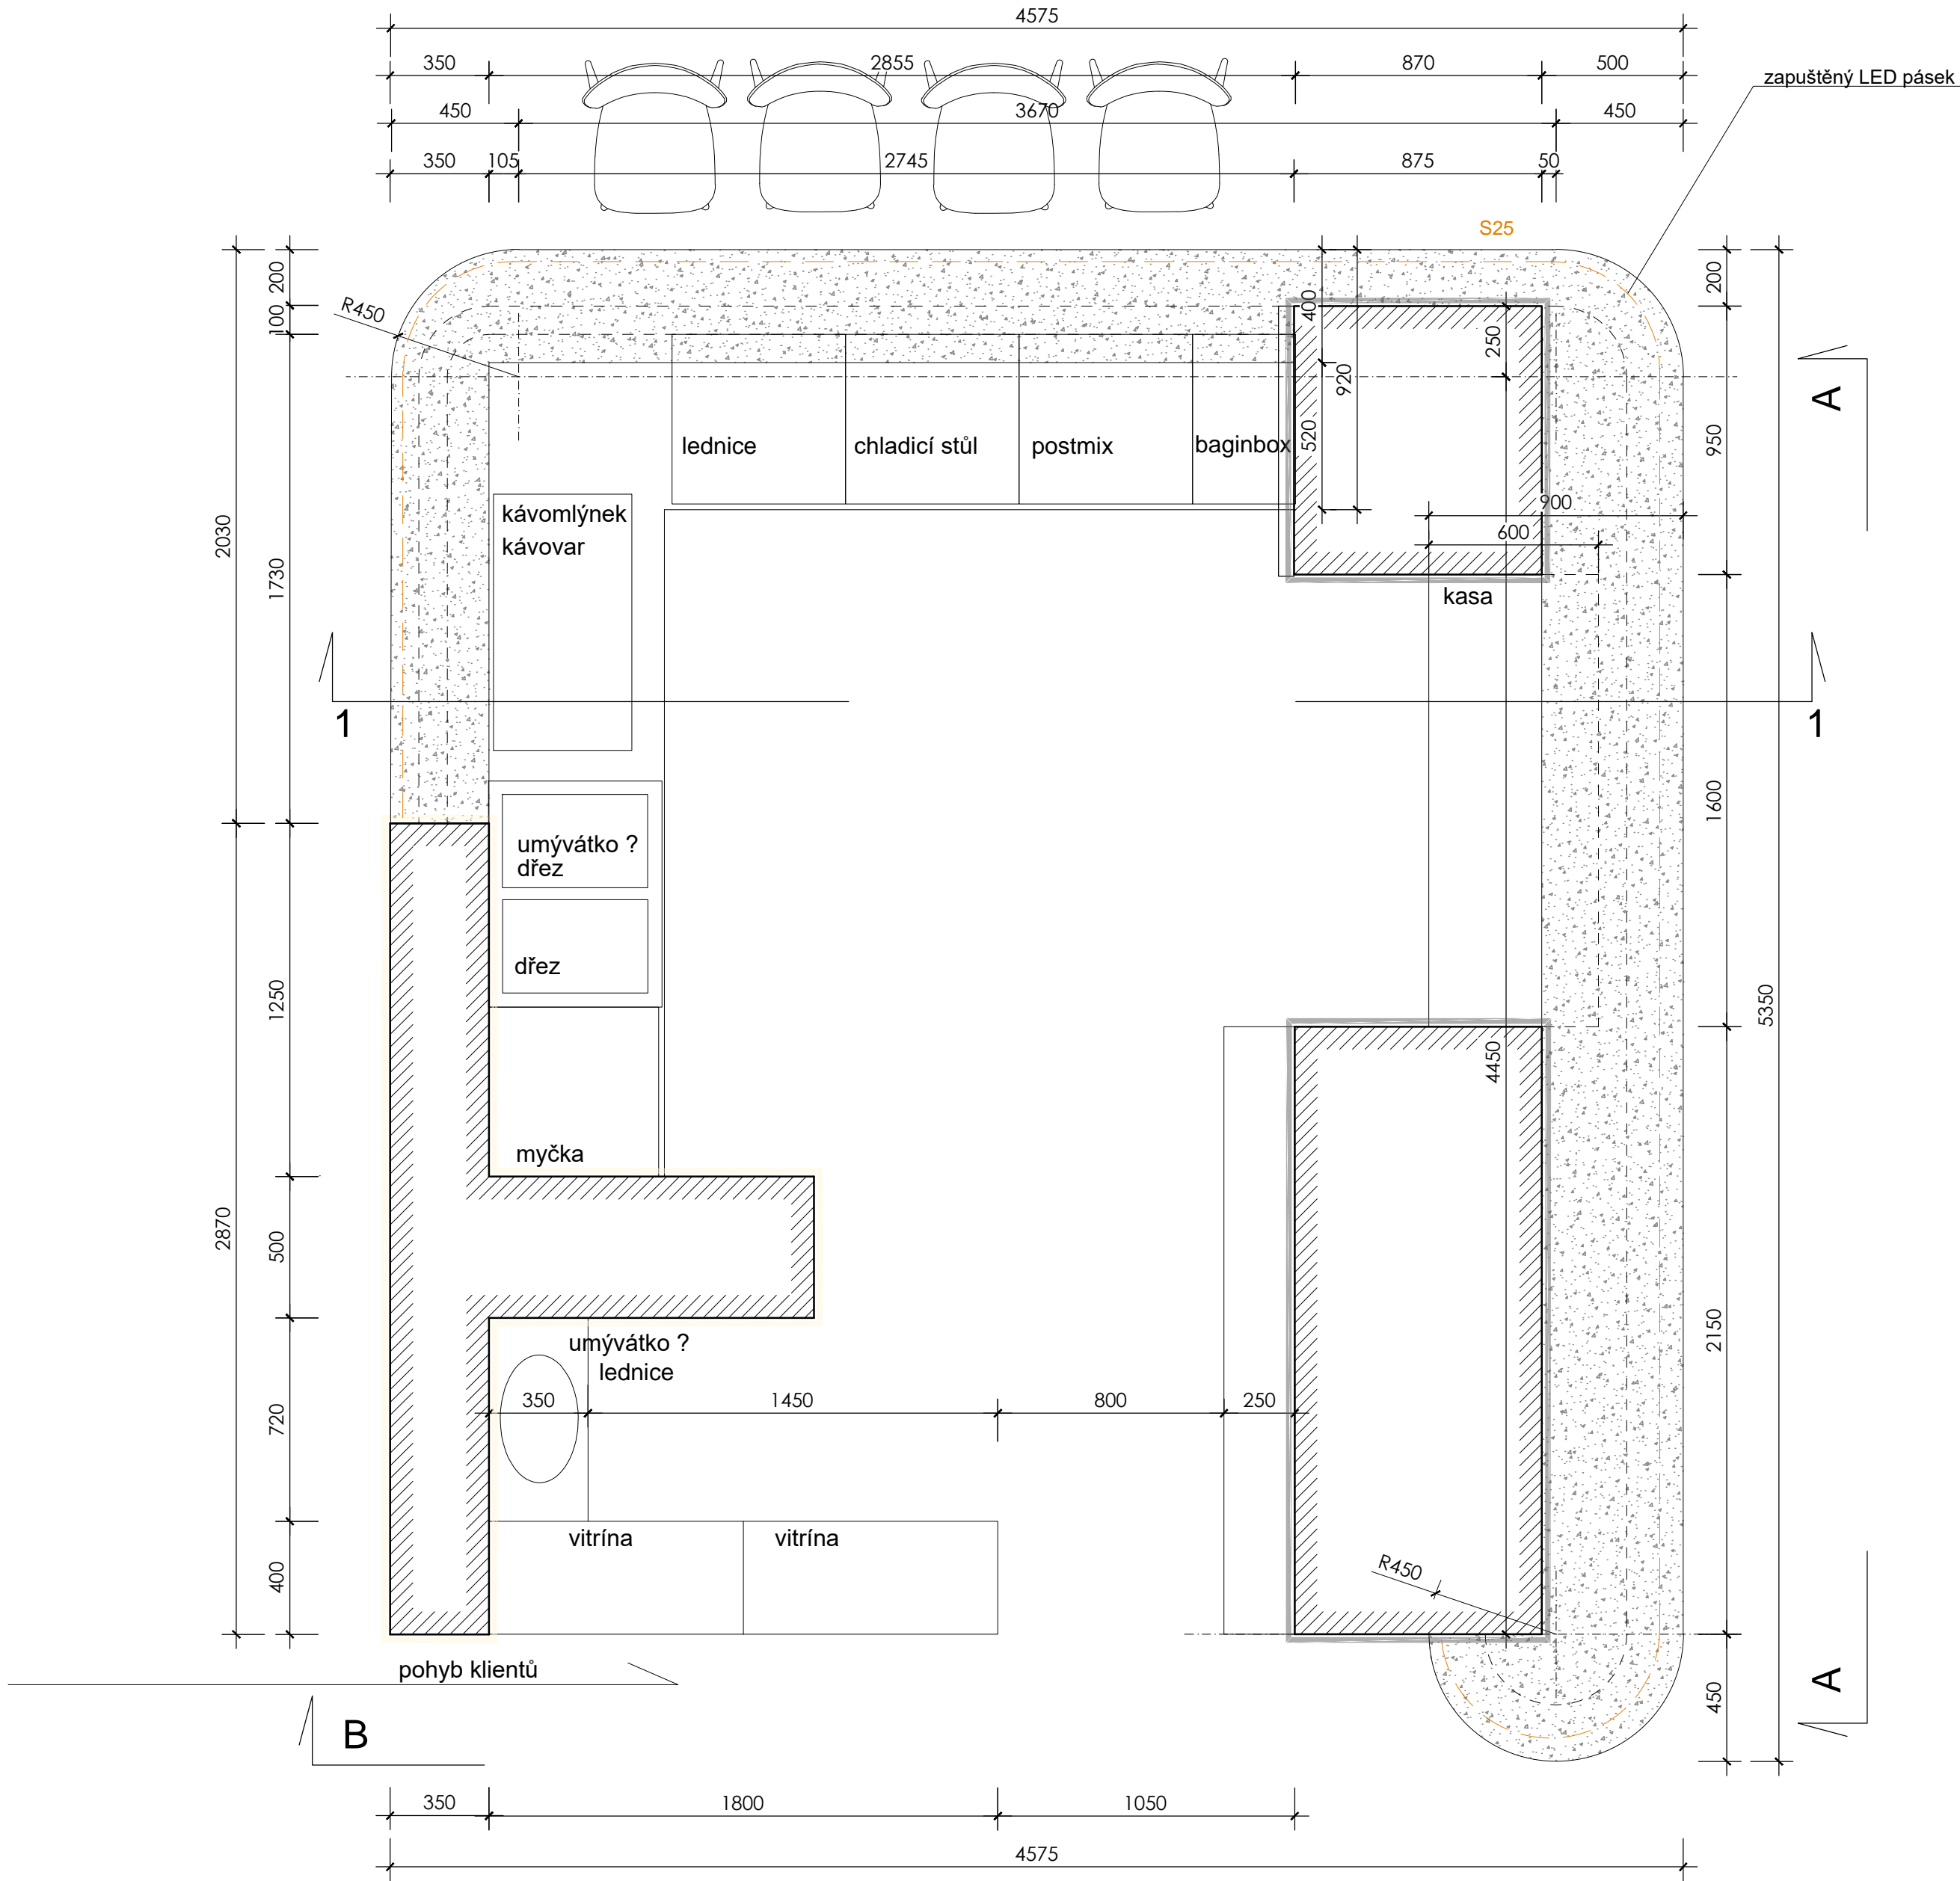 4575
350
2855
870
500
zapuštěný LED pásek
450
3670
450
350
105
2745
875
50
S25
200
100
R450
400
250
200
920
520
A
950
lednice
chladicí stůl
postmix
baginbox
900
600
kasa
kávomlýnek
kávovar
2030
1730
1
1
1600
umývátko ?
dřez
dřez
1250
5350
4450
myčka
2870
500
2150
umývátko ?
lednice
350
1450
800
250
720
vitrína
vitrína
400
R450
pohyb klientů
450
A
B
350
1800
1050
4575